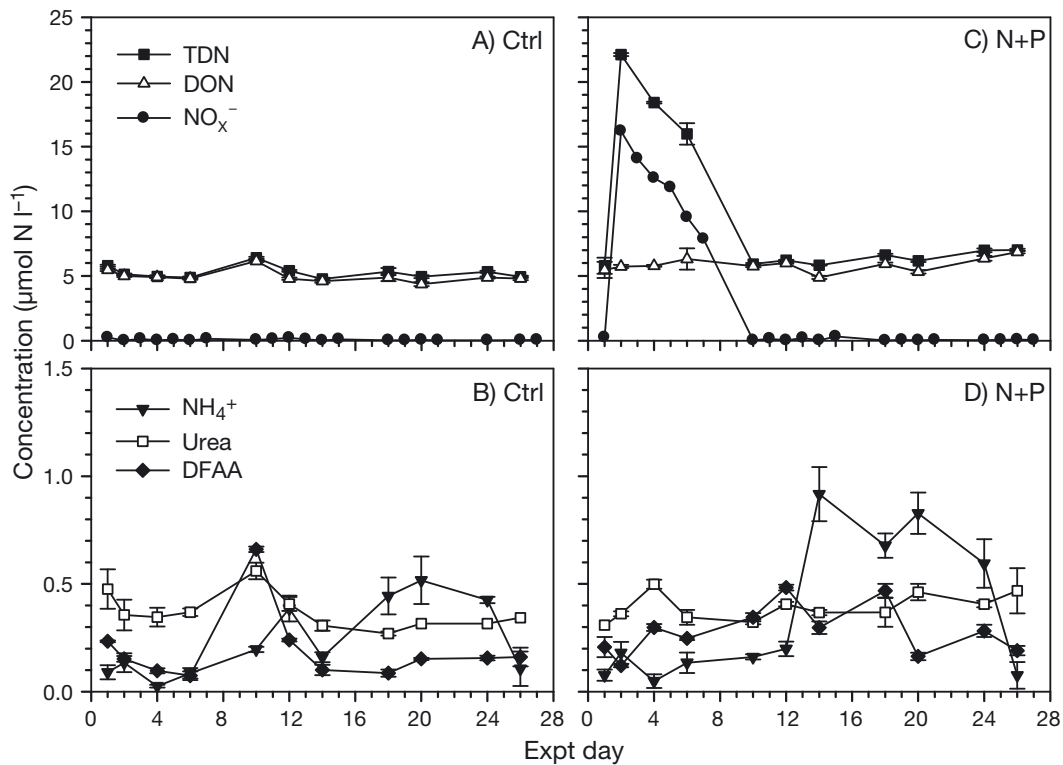 Concentration (µmol N l⁻¹)
25
20
15
10
5
0
A) Ctrl
TDN
DON
NOₓ⁻
C) N+P
1.5
1.0
0.5
0.0
B) Ctrl
NH₄⁺
Urea
DFAA
D) N+P
0 4 8 12 16 20 24 28
0 4 8 12 16 20 24 28
Expt day